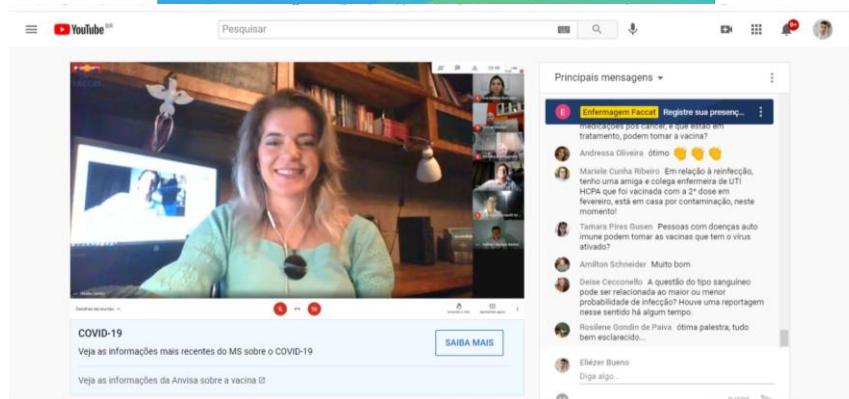 YouTube BR
Pesquisar
9+
FACCAT
Principais mensagens
Enfermagem Faccat Registre sua presenç...
medicações pós câncer, e que estão em
tratamento, podem tomar a vacina?
Andressa Oliveira ótimo 👏👏👏
Mariele Cunha Ribeiro Em relação à reinfecção,
tenho uma amiga e colega enfermeira de UTI
HCPA que foi vacinada com a 2ª dose em
fevereiro, está em casa por contaminação, neste
momento!
Tamara Pires Gusen Pessoas com doenças auto
imune podem tomar as vacinas que tem o vírus
ativado?
Amilton Schneider Muito bom
Deise Cecconello A questão do tipo sanguíneo
pode ser relacionada ao maior ou menor
probabilidade de infecção? Houve uma reportagem
nesse sentido há algum tempo.
Rosilene Gondin de Paiva ótima palestra, tudo
bem esclarecido...
Eliézer Bueno
Diga algo...
Detalhes da reunião
COVID-19
Veja as informações mais recentes do MS sobre o COVID-19
SAIBA MAIS
Veja as informações da Anvisa sobre a vacina